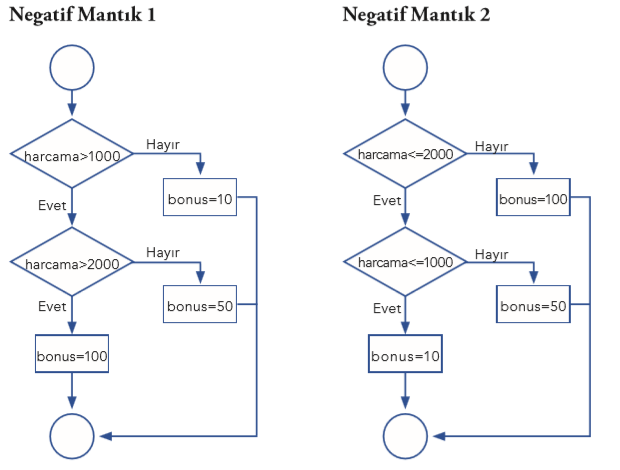 Negatif Mantık 1
harcama>1000
Hayır
bonus=10
Evet
harcama>2000
Hayır
bonus=50
Evet
bonus=100
Negatif Mantık 2
harcama<=2000
Hayır
bonus=100
Evet
harcama<=1000
Hayır
bonus=50
Evet
bonus=10